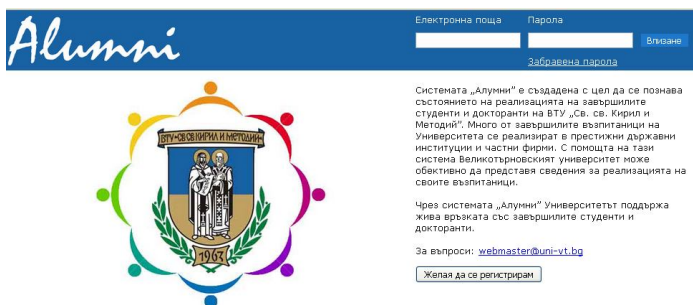 Alumni
Електронна поща
Парола
Влизане
Забравена парола
ВТУ•СВ СВ КИРИЛ И МЕТОДИЙ•
1963
Системата „Алумни" е създадена с цел да се познава
състоянието на реализацията на завършилите
студенти и докторанти на ВТУ „Св. св. Кирил и
Методий". Много от завършилите възпитаници на
Университета се реализират в престижни държавни
институции и частни фирми. С помощта на тази
система Великотърновският университет може
обективно да представя сведения за реализацията на
своите възпитаници.
Чрез системата „Алумни" Университетът поддържа
жива връзката със завършилите студенти и
докторанти.
За въпроси: webmaster@uni-vt.bg
Желая да се регистрирам